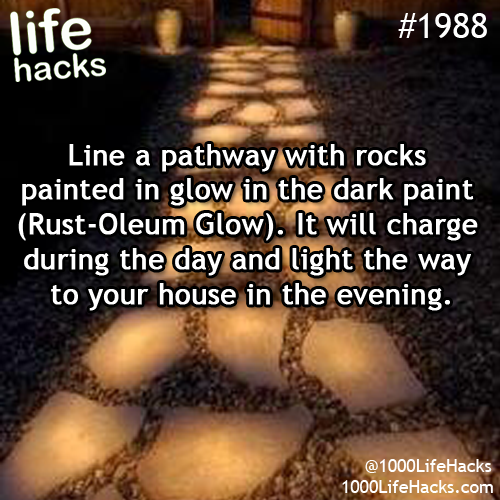 life
hacks
#1988
Line a pathway with rocks
painted in glow in the dark paint
(Rust-Oleum Glow). It will charge
during the day and light the way
to your house in the evening.
@1000LifeHacks
1000LifeHacks.com